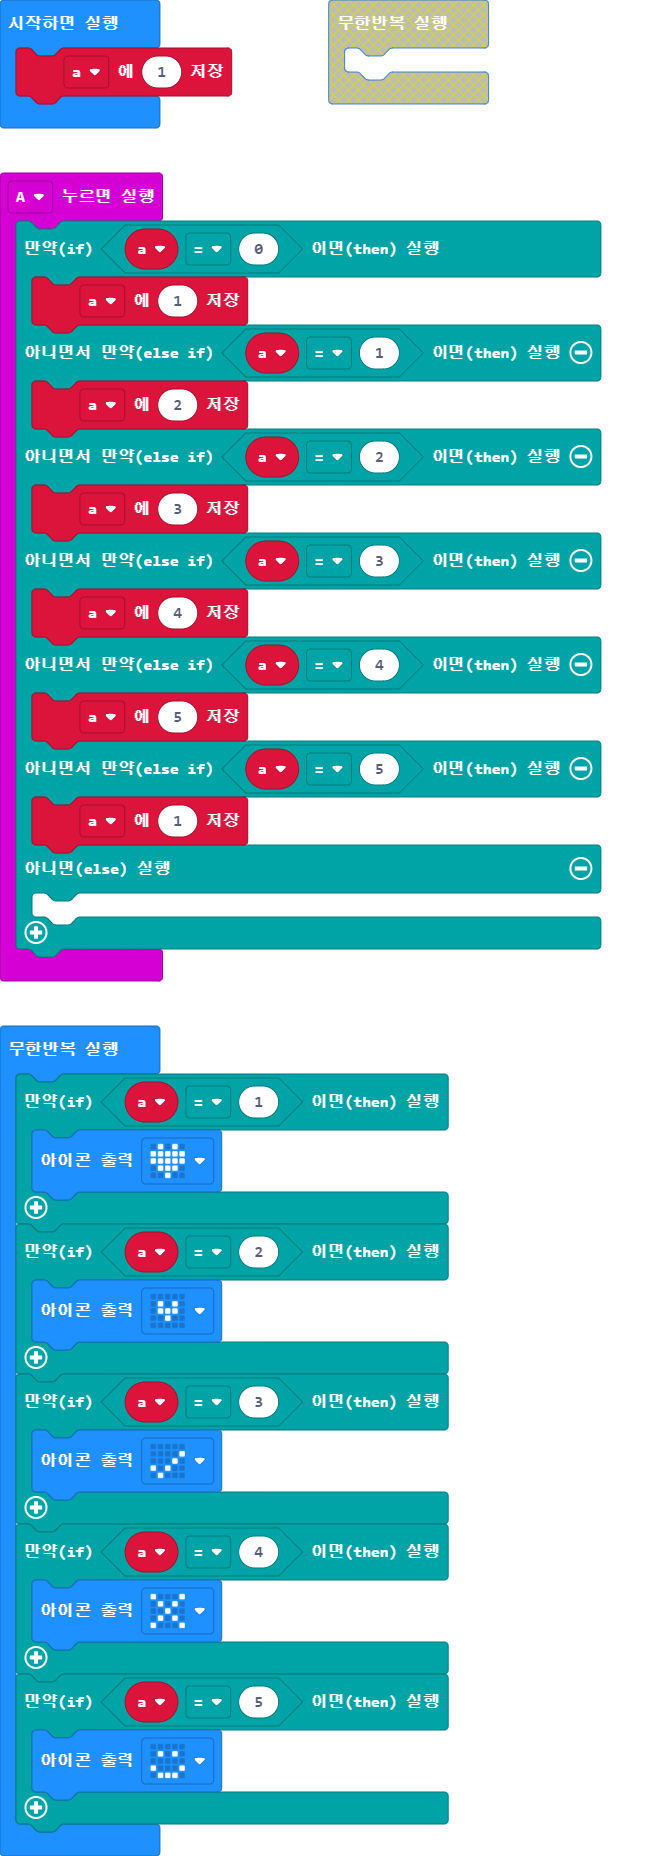 시작하면 실행
a 에 1 저장
무한반복 실행
A 누르면 실행
만약(if) a = 0 이면(then) 실행
a 에 1 저장
아니면서 만약(else if) a = 1 이면(then) 실행
a 에 2 저장
아니면서 만약(else if) a = 2 이면(then) 실행
a 에 3 저장
아니면서 만약(else if) a = 3 이면(then) 실행
a 에 4 저장
아니면서 만약(else if) a = 4 이면(then) 실행
a 에 5 저장
아니면서 만약(else if) a = 5 이면(then) 실행
a 에 1 저장
아니면(else) 실행
무한반복 실행
만약(if) a = 1 이면(then) 실행
아이콘 출력
만약(if) a = 2 이면(then) 실행
아이콘 출력
만약(if) a = 3 이면(then) 실행
아이콘 출력
만약(if) a = 4 이면(then) 실행
아이콘 출력
만약(if) a = 5 이면(then) 실행
아이콘 출력